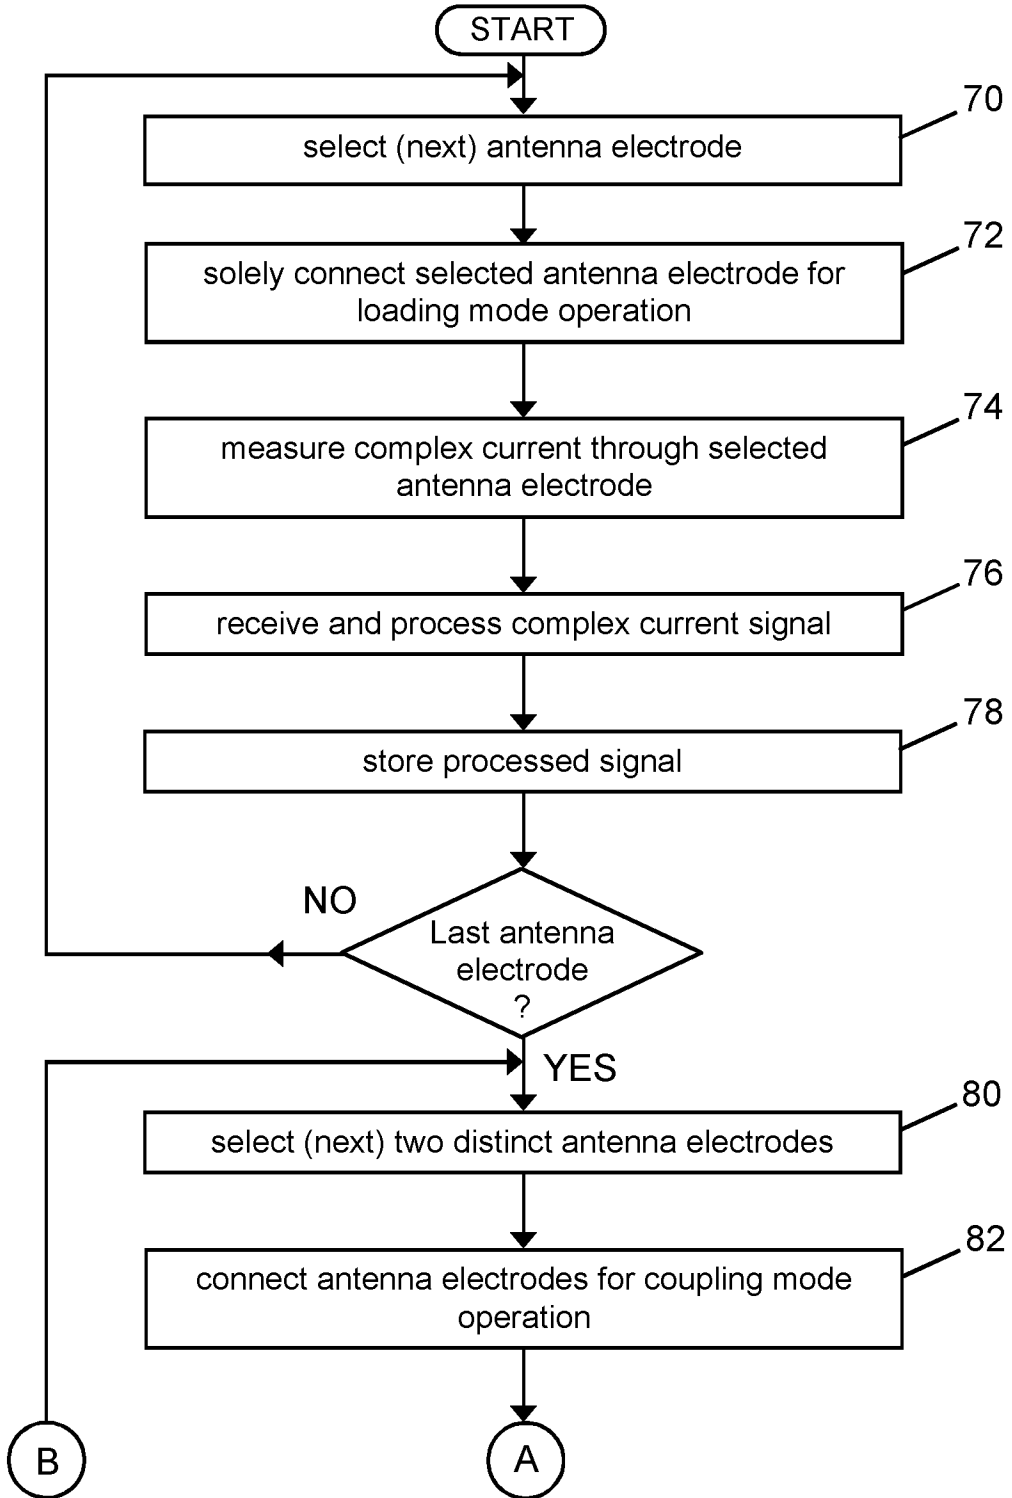 START
70
select (next) antenna electrode
72
solely connect selected antenna electrode for
loading mode operation
74
measure complex current through selected
antenna electrode
76
receive and process complex current signal
78
store processed signal
NO
Last antenna
electrode
?
YES
80
select (next) two distinct antenna electrodes
82
connect antenna electrodes for coupling mode
operation
B
A